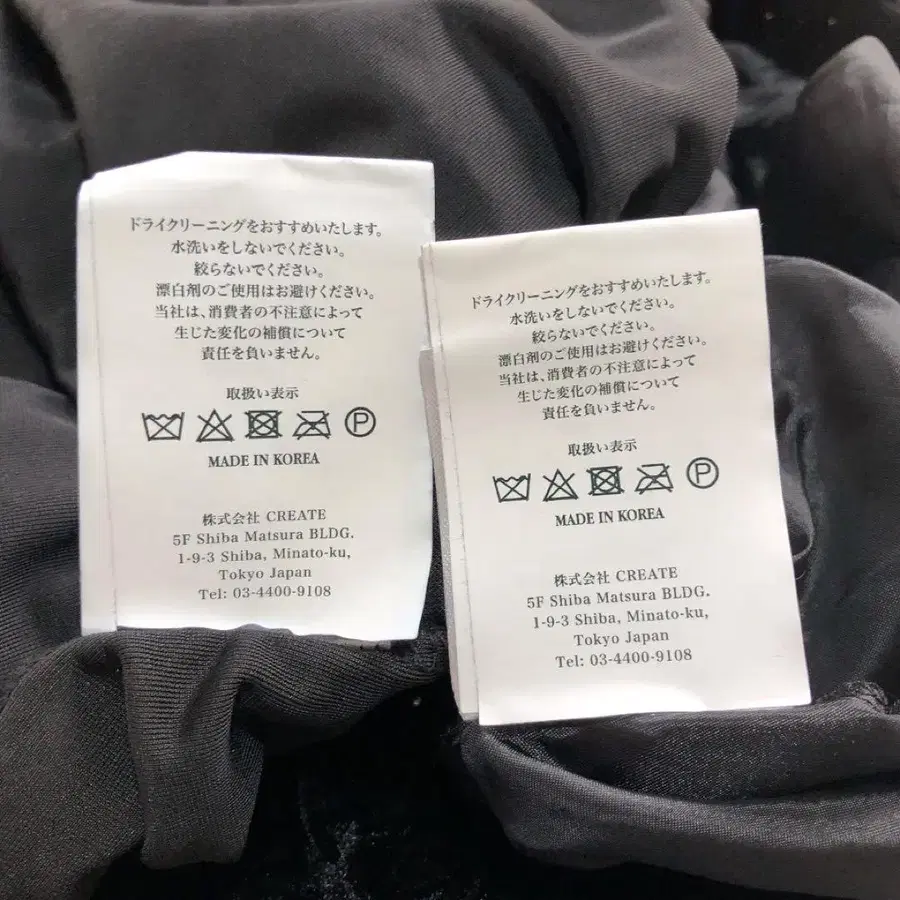 ドライクリーニングをおすすめいたします。
水洗いをしないでください。
絞らないでください。
漂白剤のご使用はお避けください。
当社は、消費者の不注意によって
生じた変化の補償について
責任を負いません。
取扱い表示
P
MADE IN KOREA
株式会社 CREATE
5F Shiba Matsura BLDG.
1-9-3 Shiba, Minato-ku,
Tokyo Japan
Tel: 03-4400-9108
ドライクリーニングをおすすめいたします。
水洗いをしないでください。
絞らないでください。
漂白剤のご使用はお避けください。
当社は、消費者の不注意によって
生じた変化の補償について
責任を負いません。
取扱い表示
P
MADE IN KOREA
株式会社 CREATE
5F Shiba Matsura BLDG.
1-9-3 Shiba, Minato-ku,
Tokyo Japan
Tel: 03-4400-9108